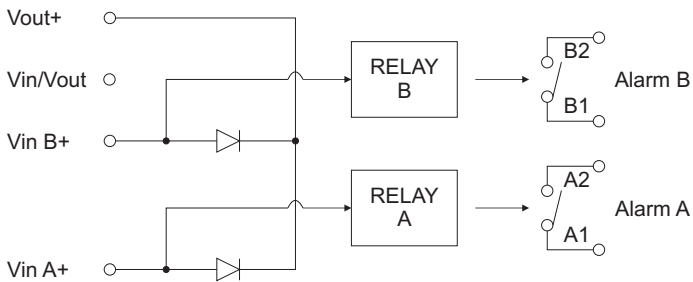 Vout+
Vin/Vout
Vin B+
Vin A+
RELAY
B
RELAY
A
B2
B1
Alarm B
A2
A1
Alarm A